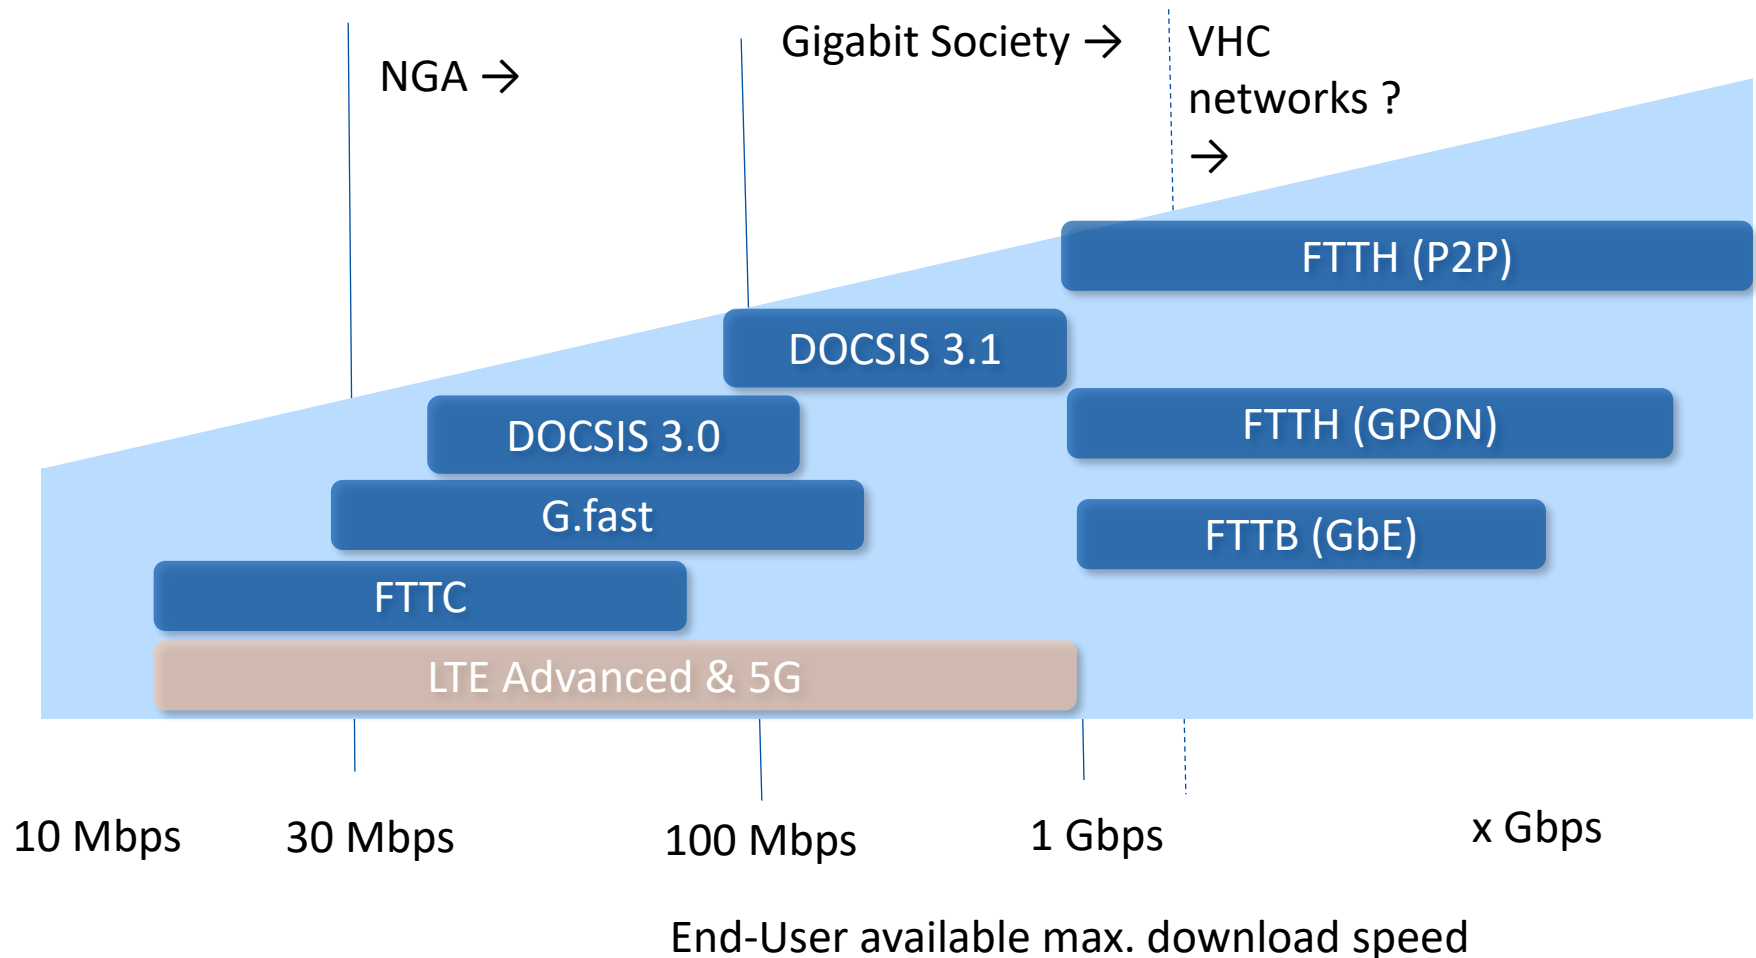 NGA →
Gigabit Society →
VHC
networks ?
→
FTTH (P2P)
DOCSIS 3.1
DOCSIS 3.0
FTTH (GPON)
G.fast
FTTB (GbE)
FTTC
LTE Advanced & 5G
10 Mbps
30 Mbps
100 Mbps
1 Gbps
x Gbps
End-User available max. download speed